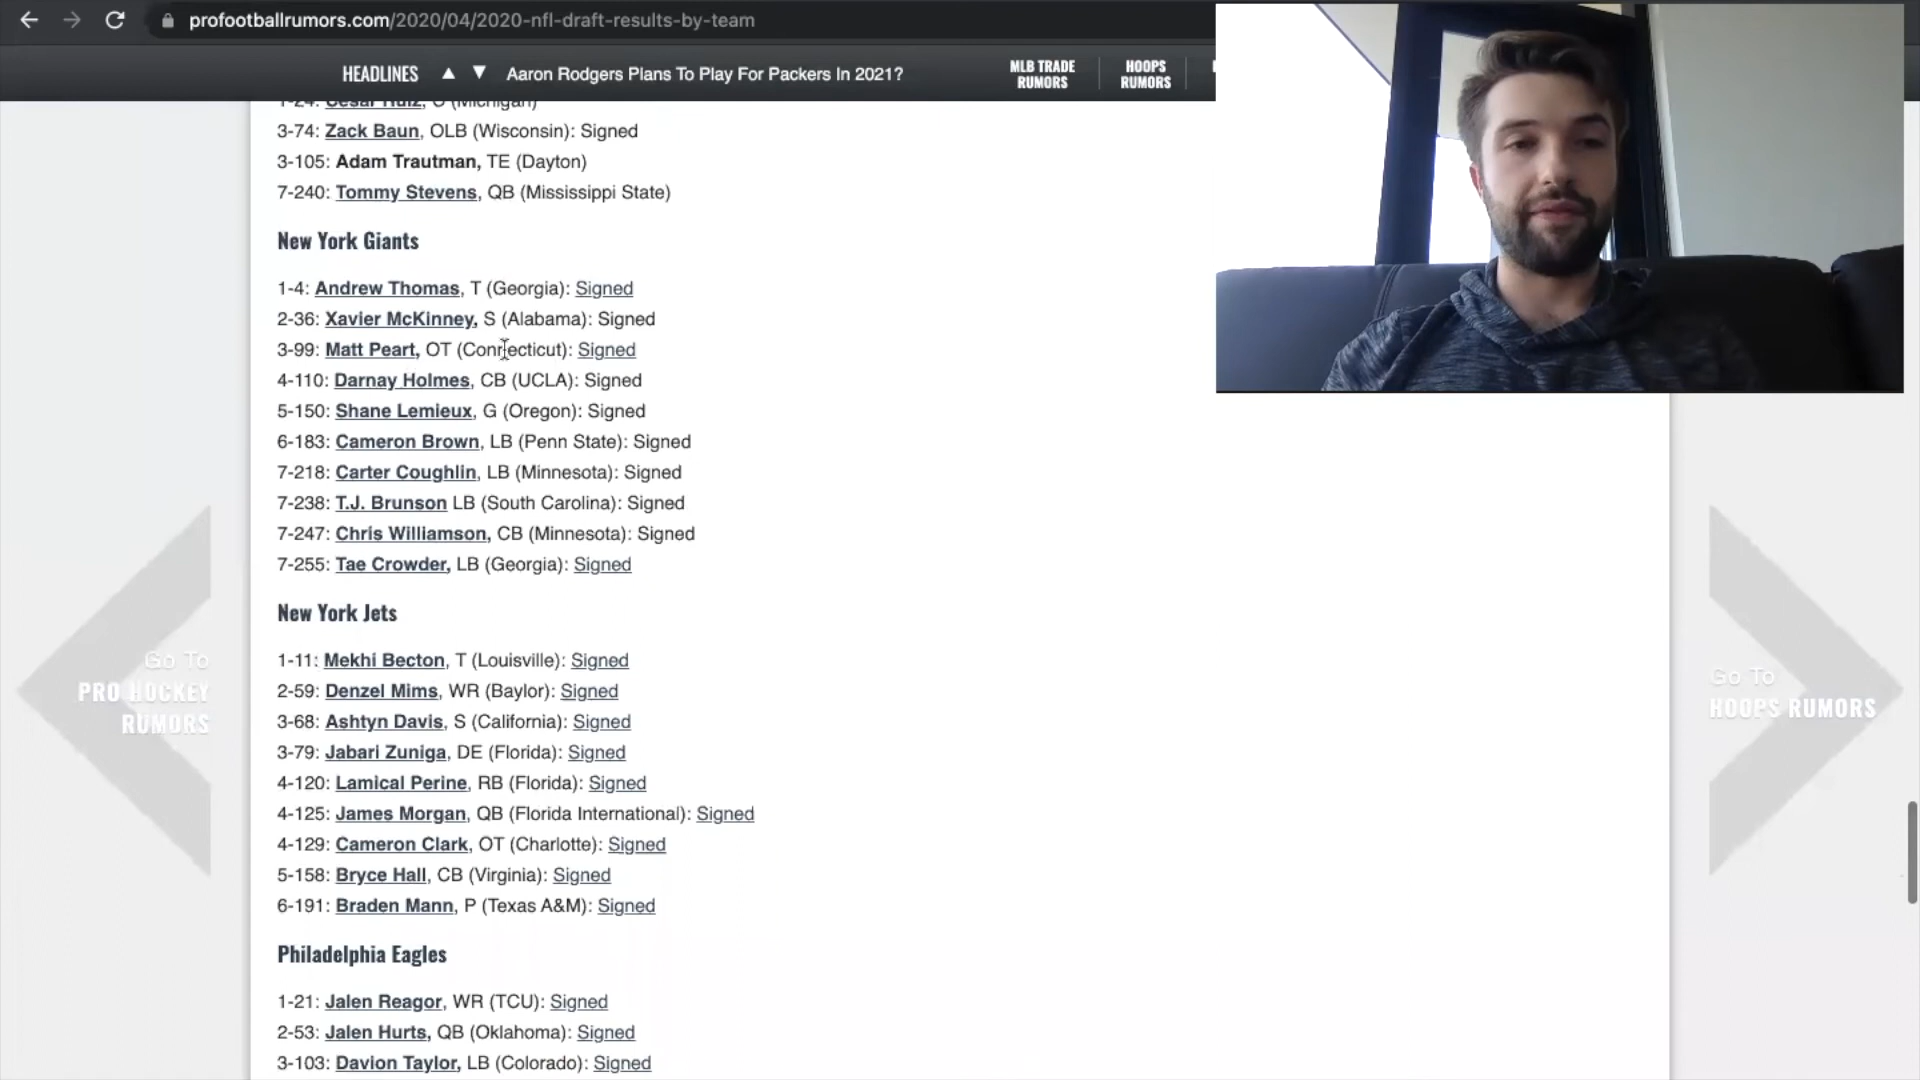 profootballrumors.com/2020/04/2020-nfl-draft-results-by-team
HEADLINES ▲ ▼ Aaron Rodgers Plans To Play For Packers In 2021?
MLB TRADE
RUMORS
HOOPS
RUMORS
1-24: Cesar Ruiz, C (Michigan)
3-74: Zack Baun, OLB (Wisconsin): Signed
3-105: Adam Trautman, TE (Dayton)
7-240: Tommy Stevens, QB (Mississippi State)
New York Giants
1-4: Andrew Thomas, T (Georgia): Signed
2-36: Xavier McKinney, S (Alabama): Signed
3-99: Matt Peart, OT (Connecticut): Signed
4-110: Darnay Holmes, CB (UCLA): Signed
5-150: Shane Lemieux, G (Oregon): Signed
6-183: Cameron Brown, LB (Penn State): Signed
7-218: Carter Coughlin, LB (Minnesota): Signed
7-238: T.J. Brunson LB (South Carolina): Signed
7-247: Chris Williamson, CB (Minnesota): Signed
7-255: Tae Crowder, LB (Georgia): Signed
New York Jets
1-11: Mekhi Becton, T (Louisville): Signed
2-59: Denzel Mims, WR (Baylor): Signed
3-68: Ashtyn Davis, S (California): Signed
3-79: Jabari Zuniga, DE (Florida): Signed
4-120: Lamical Perine, RB (Florida): Signed
4-125: James Morgan, QB (Florida International): Signed
4-129: Cameron Clark, OT (Charlotte): Signed
5-158: Bryce Hall, CB (Virginia): Signed
6-191: Braden Mann, P (Texas A&M): Signed
Philadelphia Eagles
1-21: Jalen Reagor, WR (TCU): Signed
2-53: Jalen Hurts, QB (Oklahoma): Signed
3-103: Davion Taylor, LB (Colorado): Signed
Go To
PRO HOCKEY
RUMORS
Go To
HOOPS RUMORS